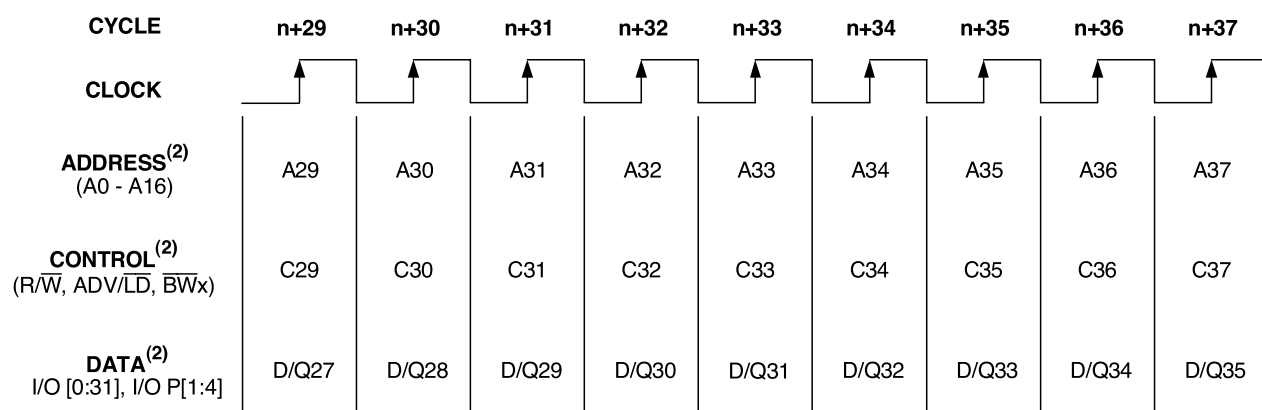 CYCLE n+29 n+30 n+31 n+32 n+33 n+34 n+35 n+36 n+37
CLOCK
ADDRESS(2)
(A0 - A16) A29 A30 A31 A32 A33 A34 A35 A36 A37
CONTROL(2)
(R/W̅, ADV/L̅D̅, B̅W̅x) C29 C30 C31 C32 C33 C34 C35 C36 C37
DATA(2)
I/O [0:31], I/O P[1:4] D/Q27 D/Q28 D/Q29 D/Q30 D/Q31 D/Q32 D/Q33 D/Q34 D/Q35